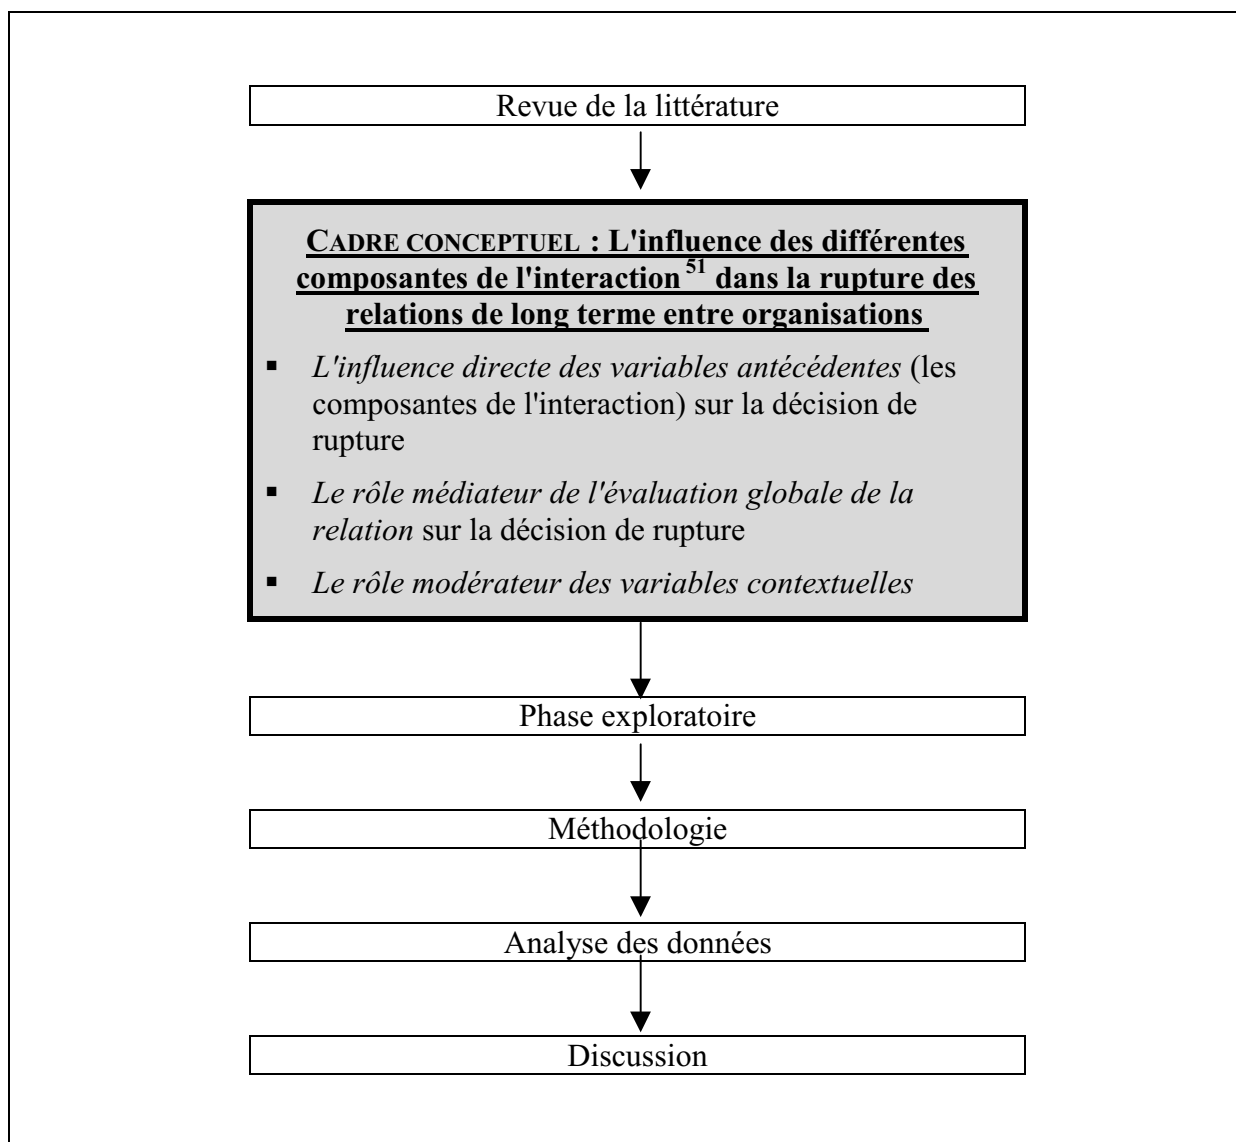 Revue de la littérature
CADRE CONCEPTUEL : L'influence des différentes
composantes de l'interaction 51 dans la rupture des
relations de long terme entre organisations
▪ L'influence directe des variables antécédentes (les
composantes de l'interaction) sur la décision de
rupture
▪ Le rôle médiateur de l'évaluation globale de la
relation sur la décision de rupture
▪ Le rôle modérateur des variables contextuelles
Phase exploratoire
Méthodologie
Analyse des données
Discussion